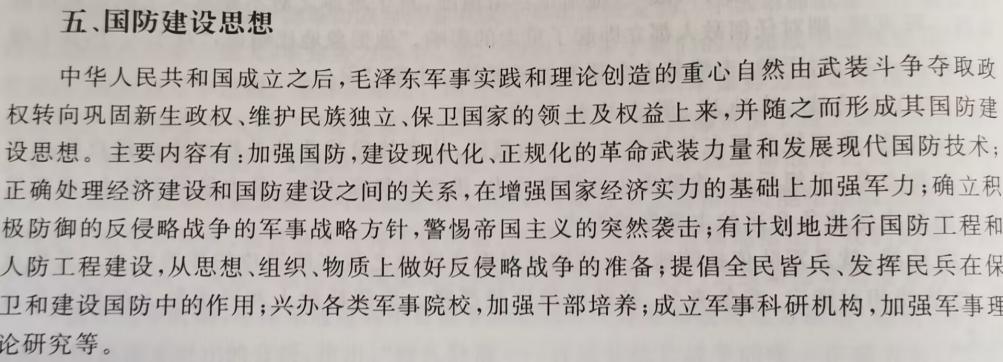 五、国防建设思想
中华人民共和国成立之后,毛泽东军事实践和理论创造的重心自然由武装斗争夺取政
权转向巩固新生政权、维护民族独立、保卫国家的领土及权益上来,并随之而形成其国防建
设思想。主要内容有:加强国防,建设现代化、正规化的革命武装力量和发展现代国防技术;
正确处理经济建设和国防建设之间的关系,在增强国家经济实力的基础上加强军力;确立积
极防御的反侵略战争的军事战略方针,警惕帝国主义的突然袭击;有计划地进行国防工程和
人防工程建设,从思想、组织、物质上做好反侵略战争的准备;提倡全民皆兵、发挥民兵在保
卫和建设国防中的作用;兴办各类军事院校,加强干部培养;成立军事科研机构,加强军事理
论研究等。